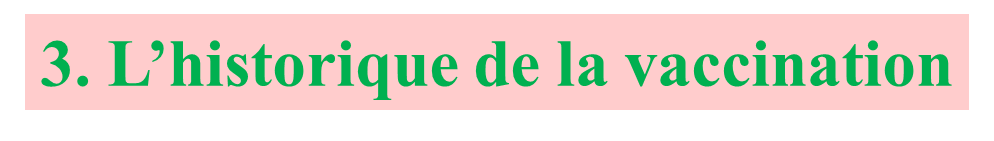 3. L’historique de la vaccination